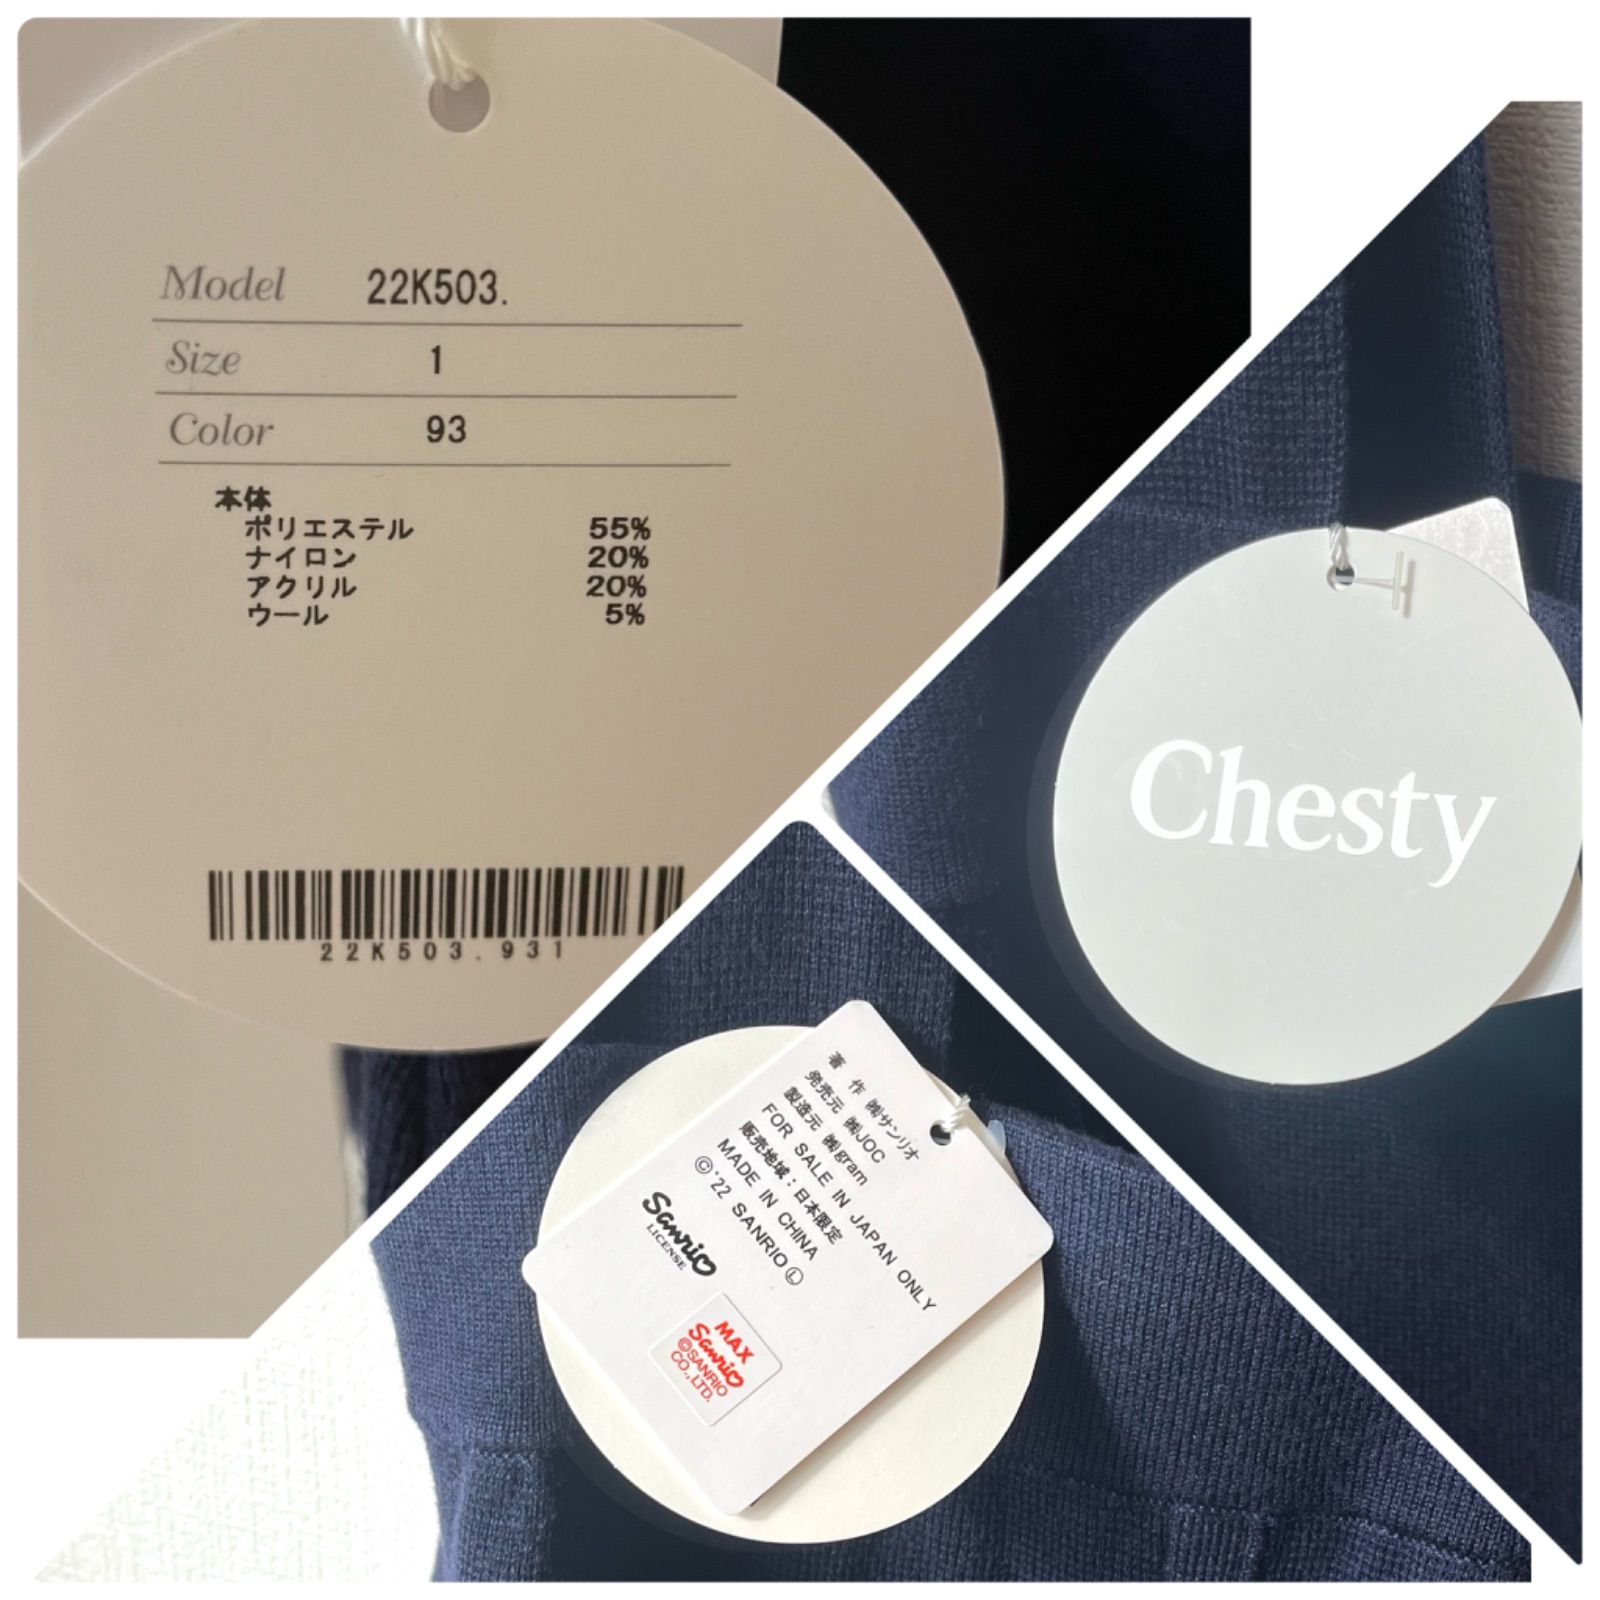 Model 22K503.
Size 1
Color 93
本体
ポリエステル 55%
ナイロン 20%
アクリル 20%
ウール 5%
22K503.931
Chesty
著 作 ㈱サンリオ
発売元 ㈱JOC
製造元 ㈱gram
FOR SALE IN JAPAN ONLY
販売地域：日本限定
MADE IN CHINA
©'22 SANRIO Ⓛ
Sanrio
LICENSE
MAX
Sanrio
©SANRIO
CO.,LTD.